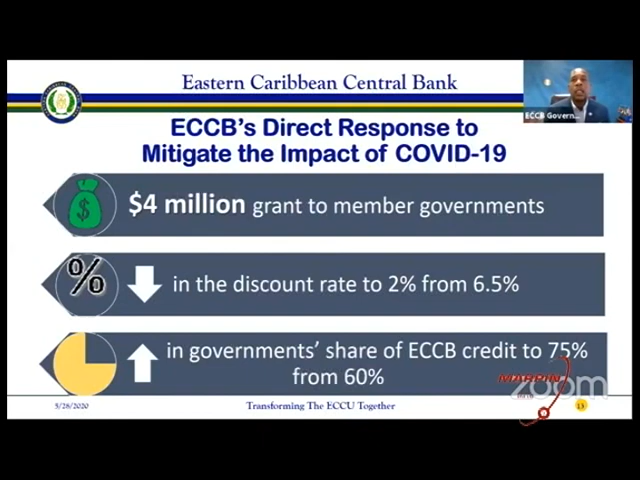 Eastern Caribbean Central Bank
ECCB Govern...
ECCB's Direct Response to
Mitigate the Impact of COVID-19
$
$4 million grant to member governments
%
in the discount rate to 2% from 6.5%
in governments' share of ECCB credit to 75%
from 60%
zoom
5/28/2020
Transforming The ECCU Together
13